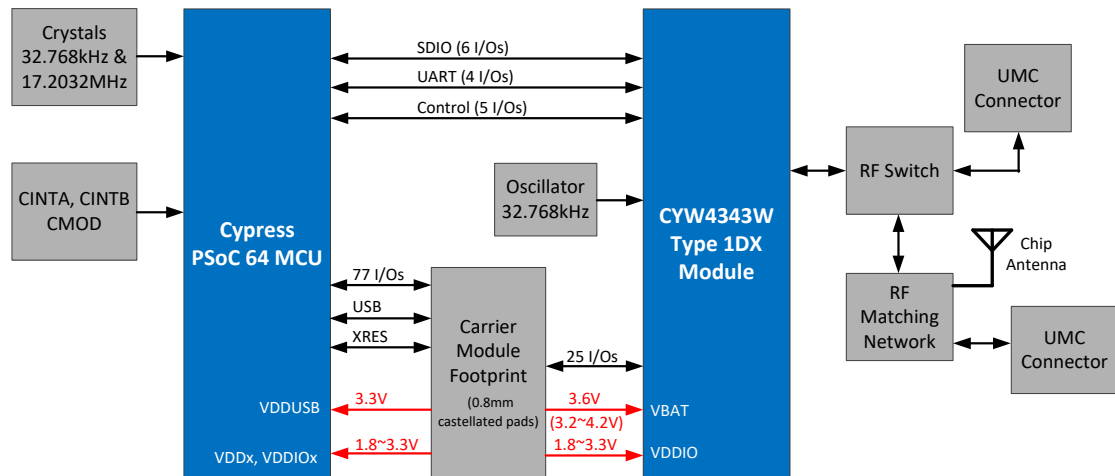 Crystals
32.768kHz &
17.2032MHz
CINTA, CINTB
CMOD
Cypress
PSoC 64 MCU
SDIO (6 I/Os)
UART (4 I/Os)
Control (5 I/Os)
Oscillator
32.768kHz
CYW4343W
Type 1DX
Module
RF Switch
UMC
Connector
Chip
Antenna
RF
Matching
Network
UMC
Connector
77 I/Os
USB
XRES
Carrier
Module
Footprint
(0.8mm
castellated pads)
25 I/Os
VDDUSB
3.3V
3.6V
(3.2~4.2V)
VBAT
VDDx, VDDIOx
1.8~3.3V
1.8~3.3V
VDDIO